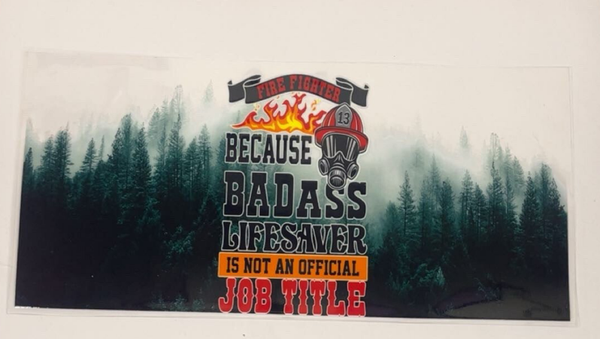 FIRE FIGHTER
13
BECAUSE
BADASS
LIFESAVER
IS NOT AN OFFICIAL
JOB TITLE